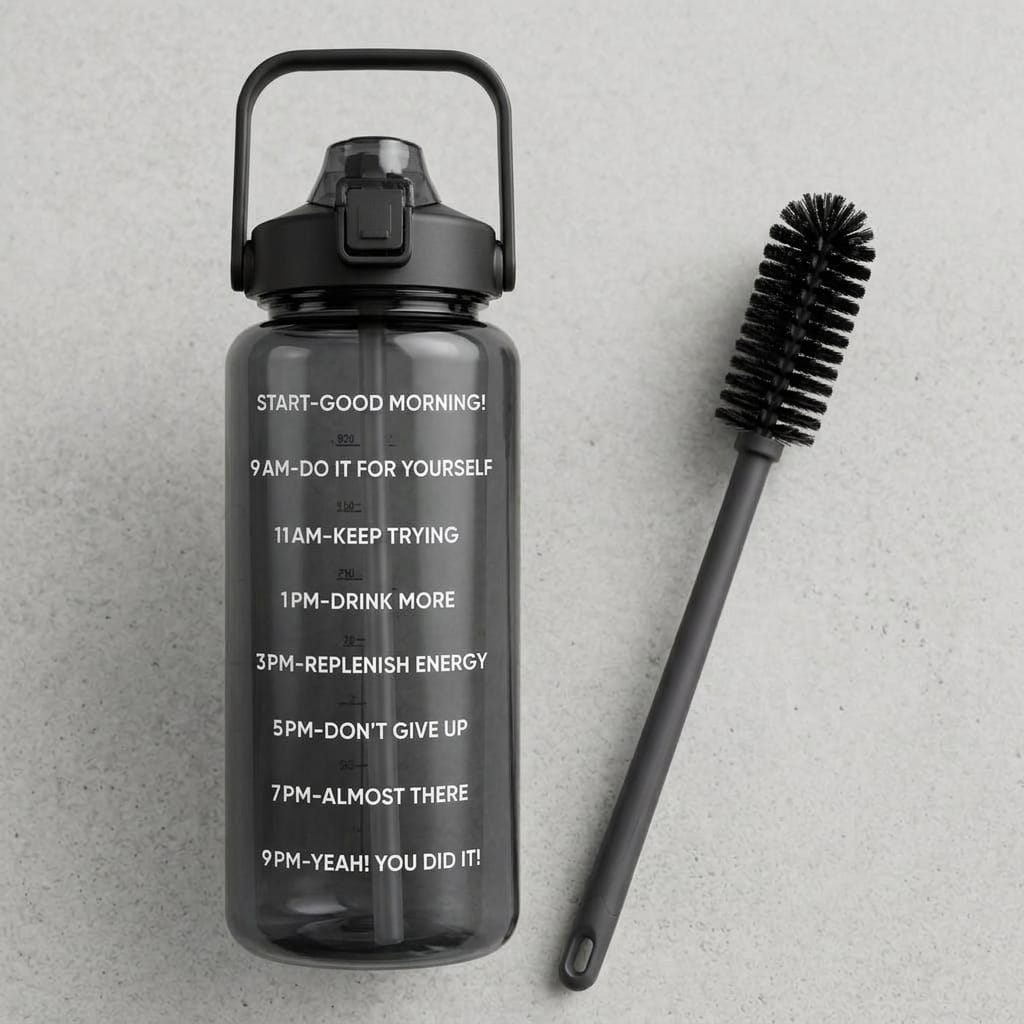 START-GOOD MORNING!
920
9AM-DO IT FOR YOURSELF
11AM-KEEP TRYING
1PM-DRINK MORE
3PM-REPLENISH ENERGY
5PM-DON'T GIVE UP
7PM-ALMOST THERE
9PM-YEAH! YOU DID IT!